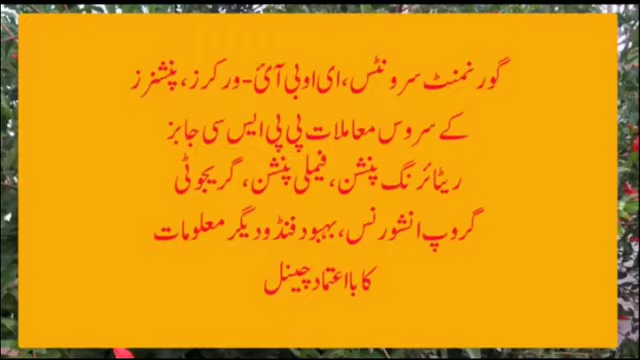 گورنمنٹ سرونٹس، ای او بی آئ-ورکرز، پنشنرز
کے سروس معاملات پی پی ایس سی جابز
ریٹائرنگ پنشن، فیملی پنشن، گریجوٹی
گروپ انشورنس، بہبود فنڈ و دیگر معلومات
کا بااعتماد چینل